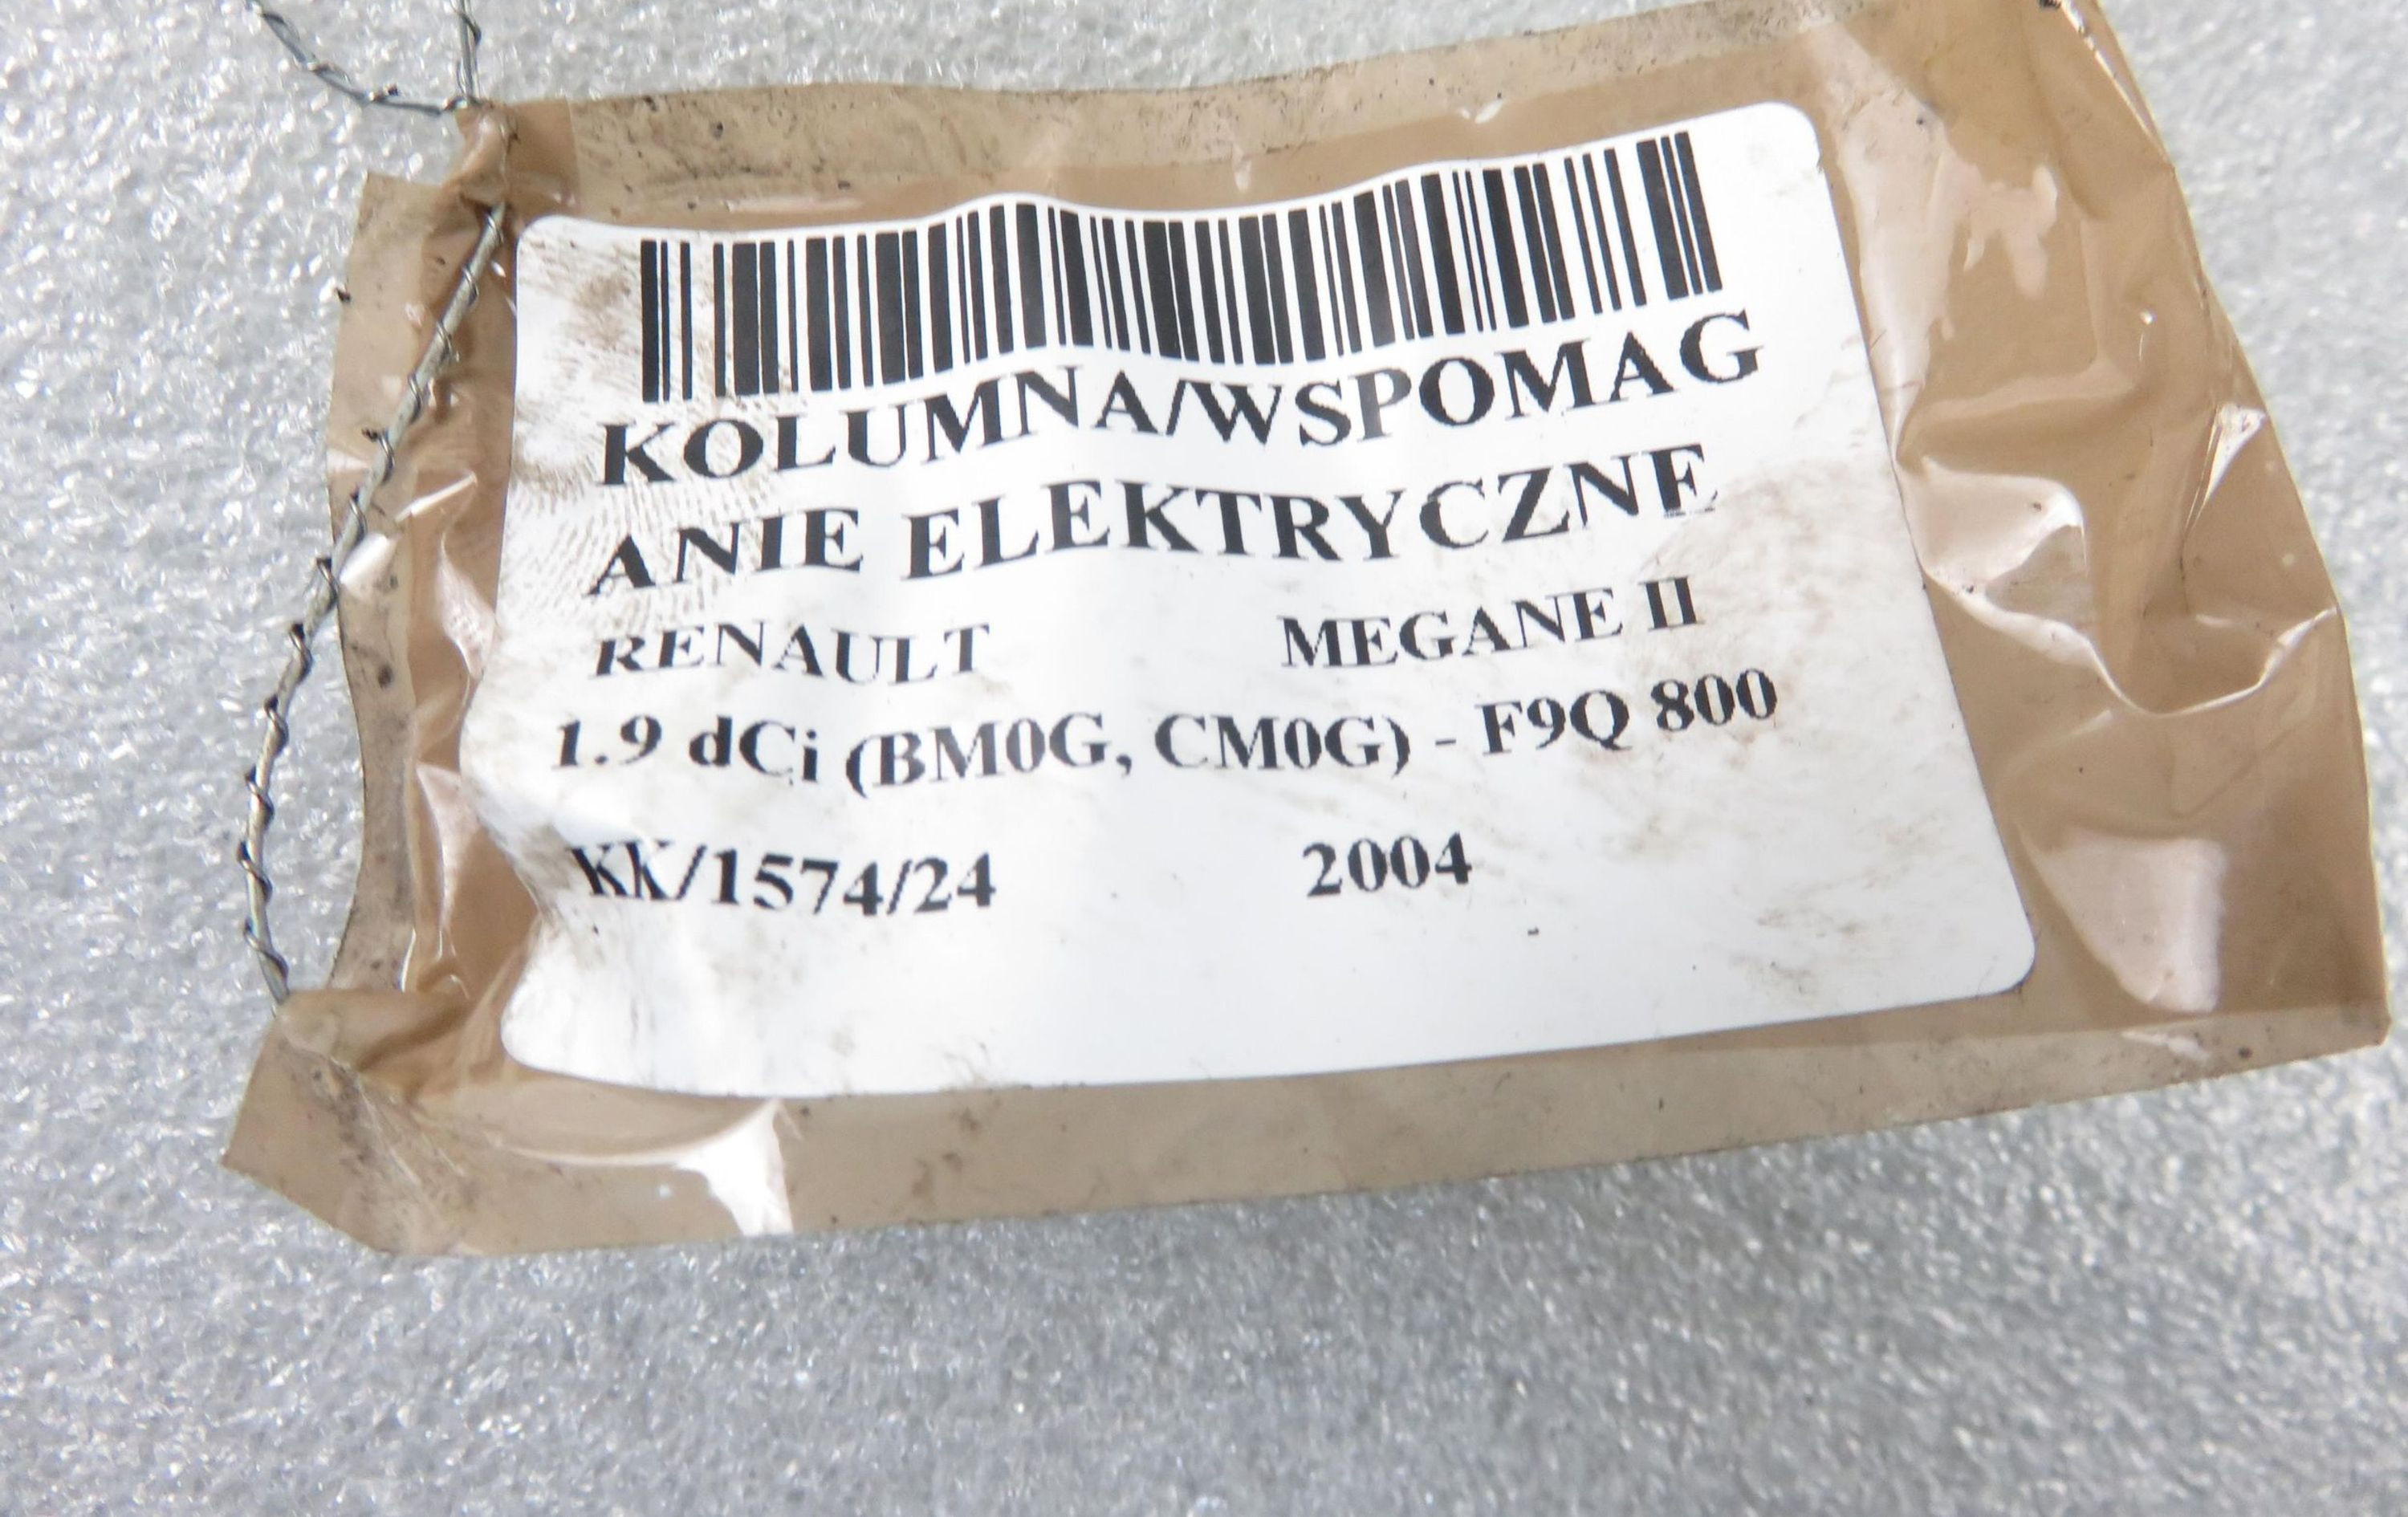 KOLUMNA/WSPOMAG
ANIE ELEKTRYCZNE
RENAULT MEGANE II
1.9 dCi (BM0G, CM0G) - F9Q 800
KK/1574/24 2004